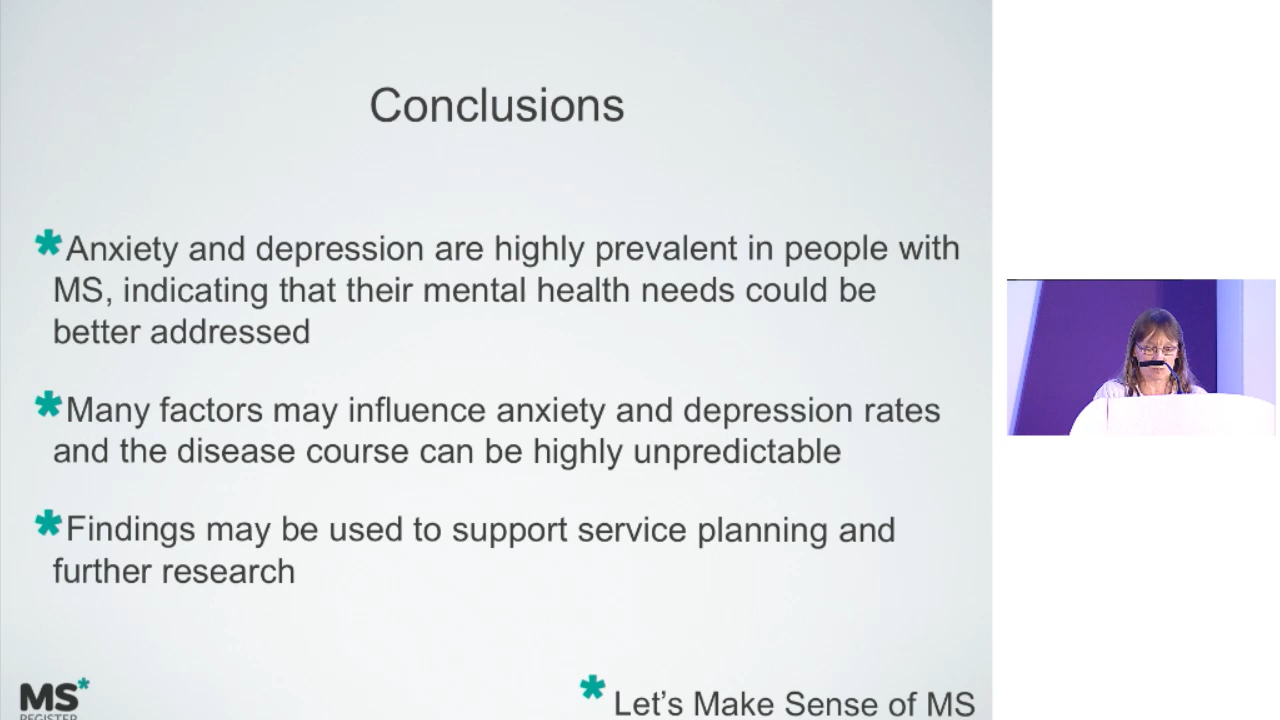 Conclusions
*Anxiety and depression are highly prevalent in people with
MS, indicating that their mental health needs could be
better addressed
*Many factors may influence anxiety and depression rates
and the disease course can be highly unpredictable
*Findings may be used to support service planning and
further research
MS*
REGISTER
* Let's Make Sense of MS